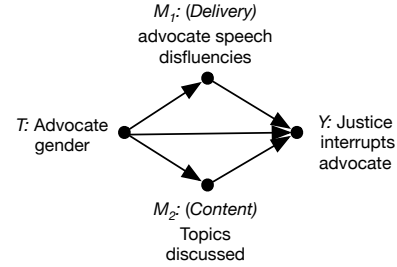 M₁: (Delivery)
advocate speech
disfluencies
T: Advocate
gender
Y: Justice
interrupts
advocate
M₂: (Content)
Topics
discussed